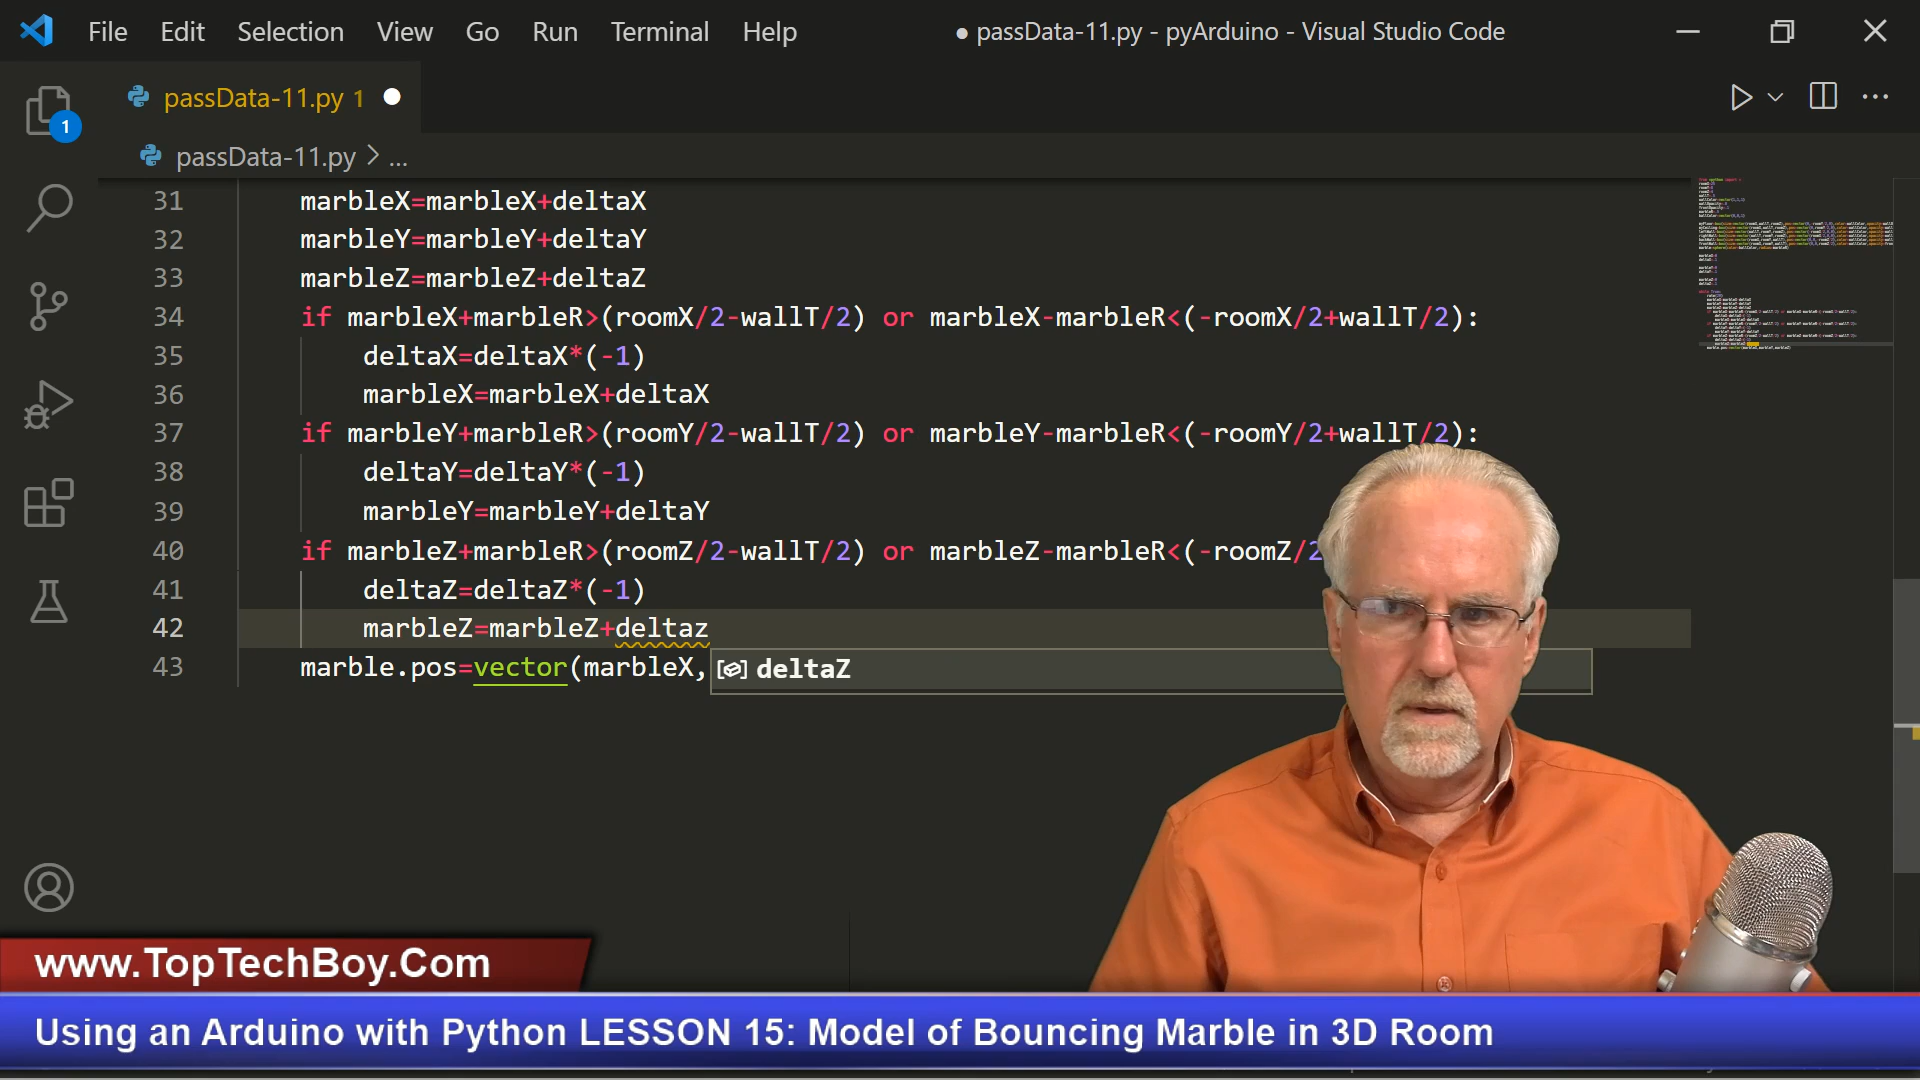 File Edit Selection View Go Run Terminal Help ● passData-11.py - pyArduino - Visual Studio Code
passData-11.py 1
1
passData-11.py > ...
31 marbleX=marbleX+deltaX
32 marbleY=marbleY+deltaY
33 marbleZ=marbleZ+deltaZ
34 if marbleX+marbleR>(roomX/2-wallT/2) or marbleX-marbleR<(-roomX/2+wallT/2):
35 deltaX=deltaX*(-1)
36 marbleX=marbleX+deltaX
37 if marbleY+marbleR>(roomY/2-wallT/2) or marbleY-marbleR<(-roomY/2+wallT/2):
38 deltaY=deltaY*(-1)
39 marbleY=marbleY+deltaY
40 if marbleZ+marbleR>(roomZ/2-wallT/2) or marbleZ-marbleR<(-roomZ/2
41 deltaZ=deltaZ*(-1)
42 marbleZ=marbleZ+deltaz
43 marble.pos=vector(marbleX,
deltaZ
www.TopTechBoy.Com
Using an Arduino with Python LESSON 15: Model of Bouncing Marble in 3D Room